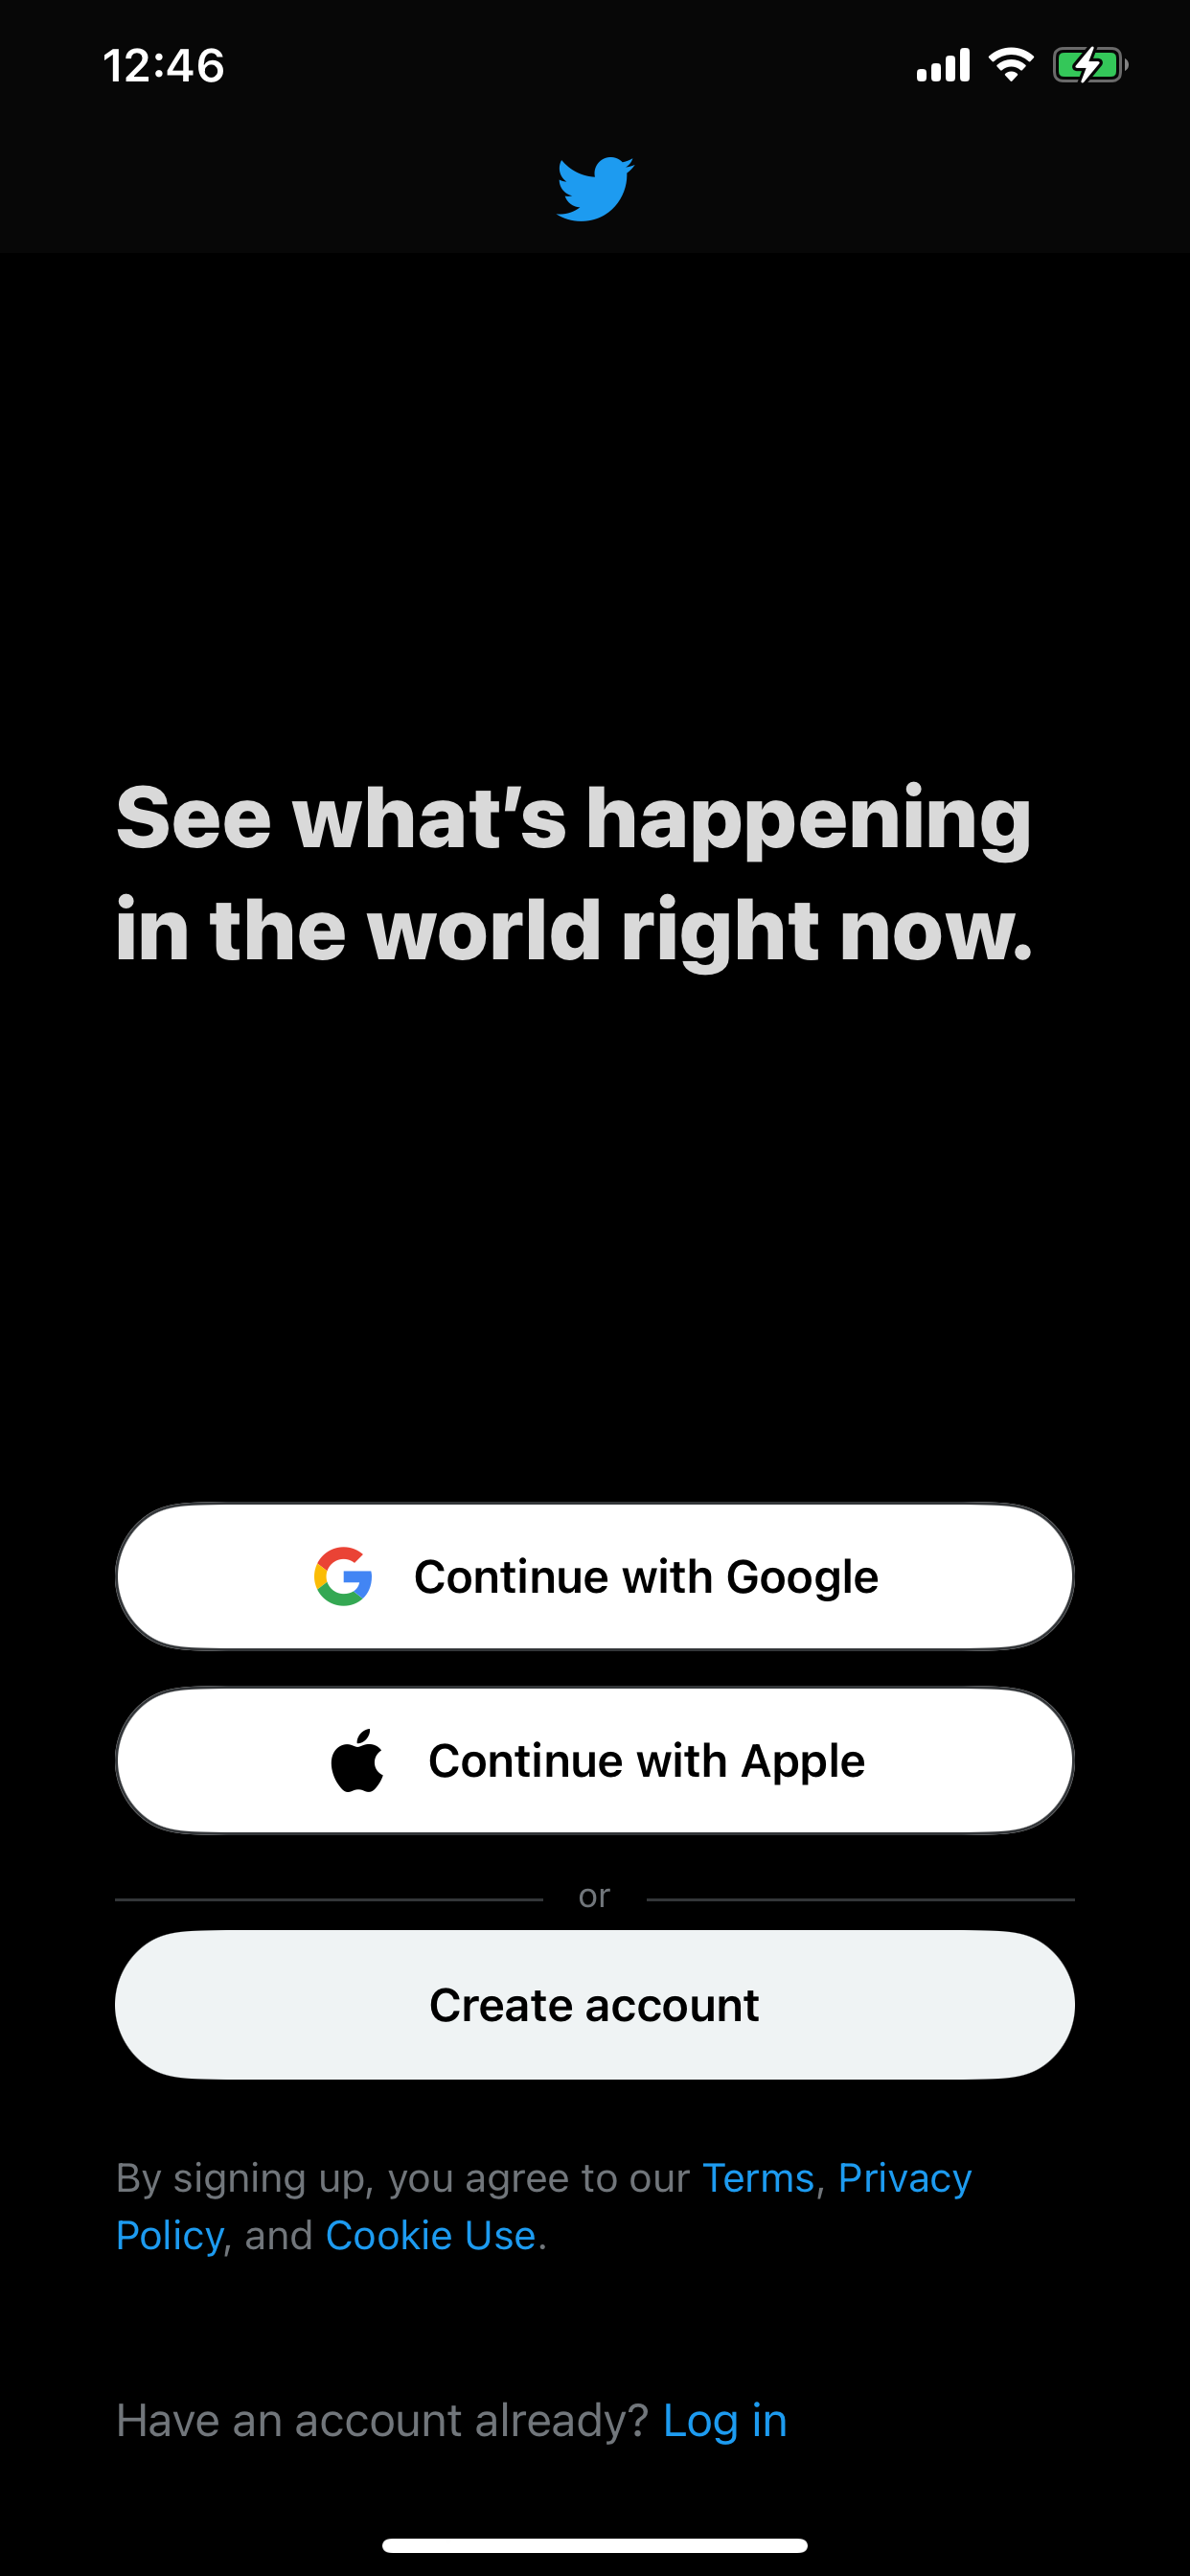 12:46
See what’s happening
in the world right now.
Continue with Google
Continue with Apple
or
Create account
By signing up, you agree to our Terms, Privacy
Policy, and Cookie Use.
Have an account already? Log in